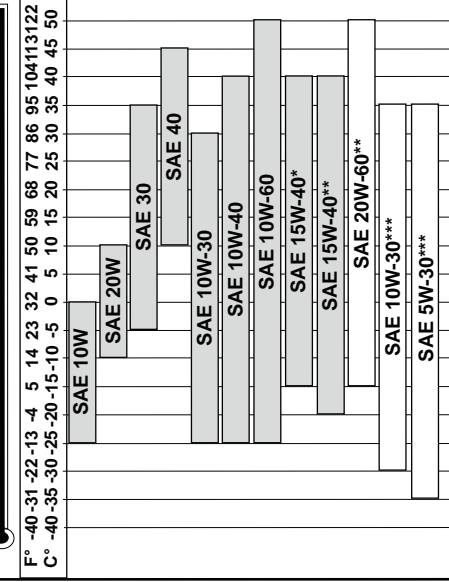 F° -40 -31 -22 -13 -4 5 14 23 32 41 50 59 68 77 86 95 104 113 122
C° -40 -35 -30 -25 -20 -15 -10 -5 0 5 10 15 20 25 30 35 40 45 50
SAE 10W
SAE 20W
SAE 30
SAE 40
SAE 10W-30
SAE 10W-40
SAE 10W-60
SAE 15W-40*
SAE 15W-40**
SAE 20W-60**
SAE 10W-30***
SAE 5W-30***